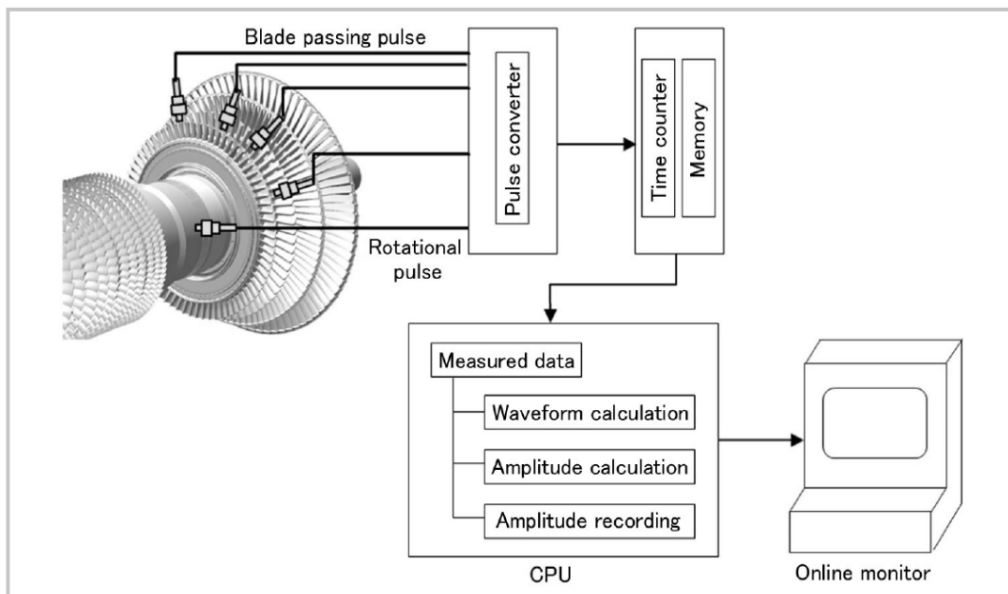 Blade passing pulse
Rotational
pulse
Pulse converter
Time counter
Memory
Measured data
Waveform calculation
Amplitude calculation
Amplitude recording
CPU
Online monitor